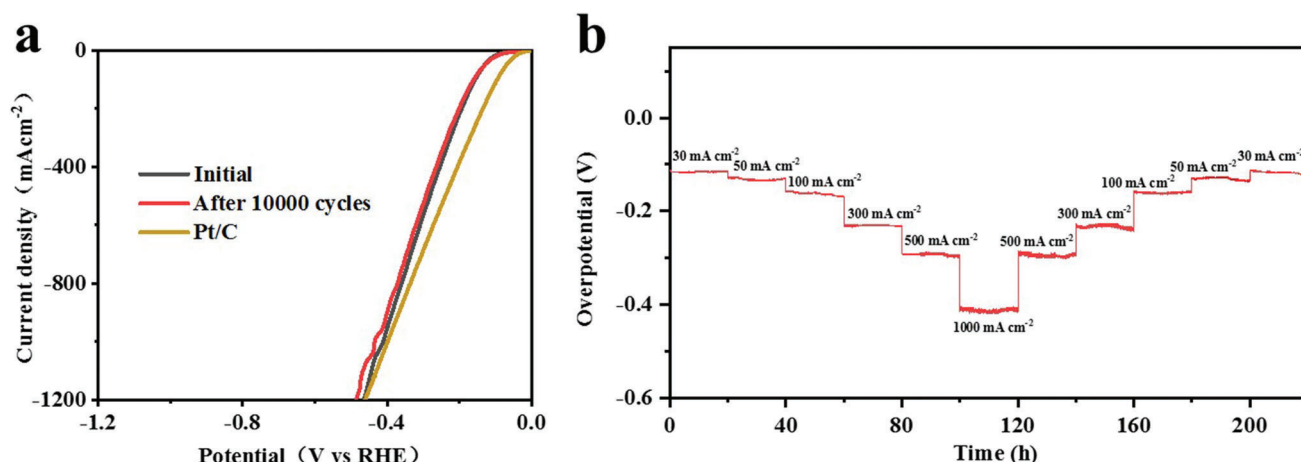 a
0
-400
-800
-1200
Current density（mAcm⁻²）
Initial
After 10000 cycles
Pt/C
-1.2
-0.8
-0.4
0.0
Potential（V vs RHE）
b
0.0
-0.2
-0.4
-0.6
Overpotential (V)
30 mA cm⁻²
50 mA cm⁻²
100 mA cm⁻²
300 mA cm⁻²
500 mA cm⁻²
1000 mA cm⁻²
500 mA cm⁻²
300 mA cm⁻²
100 mA cm⁻²
50 mA cm⁻²
30 mA cm⁻²
0
40
80
120
160
200
Time (h)